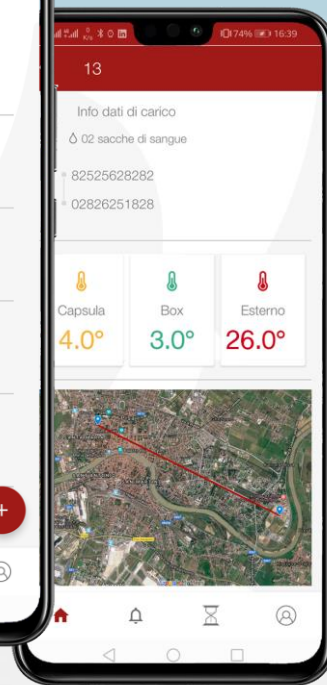 K/s 74% 16:39
13
Info dati di carico
02 sacche di sangue
82525628282
02826251828
Capsula Box Esterno
4.0° 3.0° 26.0°